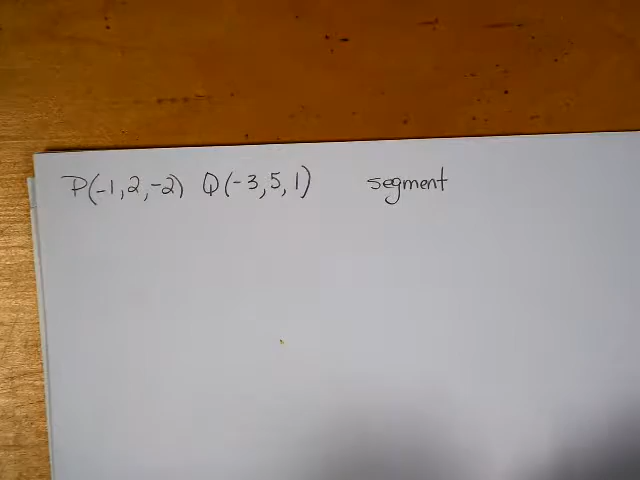 P(-1,2,-2) Q(-3,5,1) segment